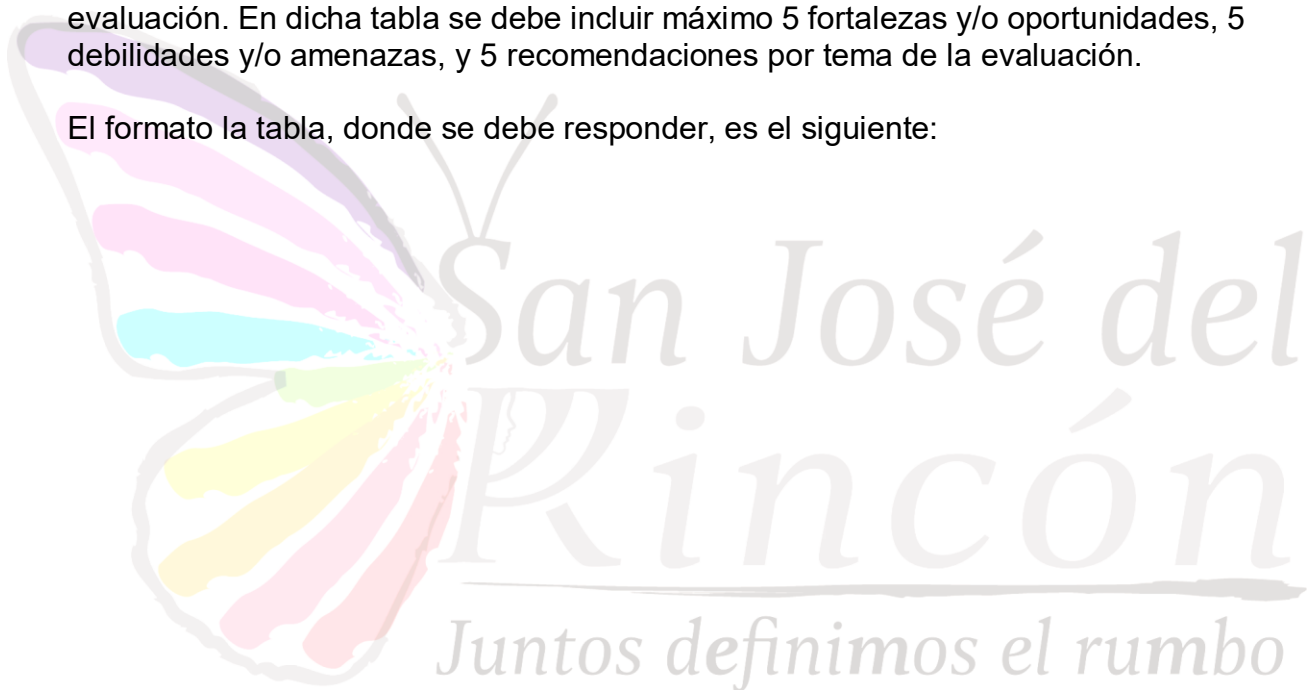 evaluación. En dicha tabla se debe incluir máximo 5 fortalezas y/o oportunidades, 5
debilidades y/o amenazas, y 5 recomendaciones por tema de la evaluación.
El formato la tabla, donde se debe responder, es el siguiente:
San José del
Rincón
Juntos definimos el rumbo